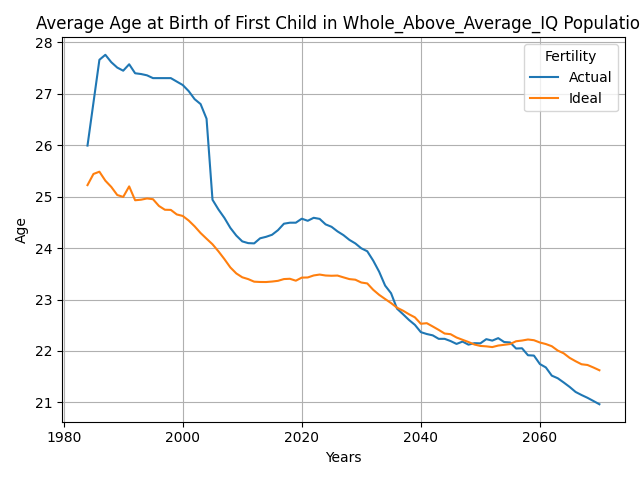 Average Age at Birth of First Child in Whole_Above_Average_IQ Populatio
28
27
26
25
24
23
22
21
Age
Fertility
Actual
Ideal
1980 2000 2020 2040 2060
Years